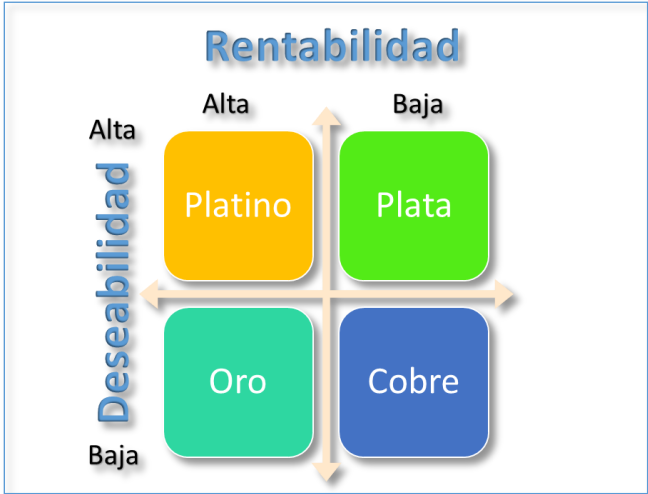 Rentabilidad
Alta Baja
Alta
Deseabilidad
Platino Plata
Oro Cobre
Baja